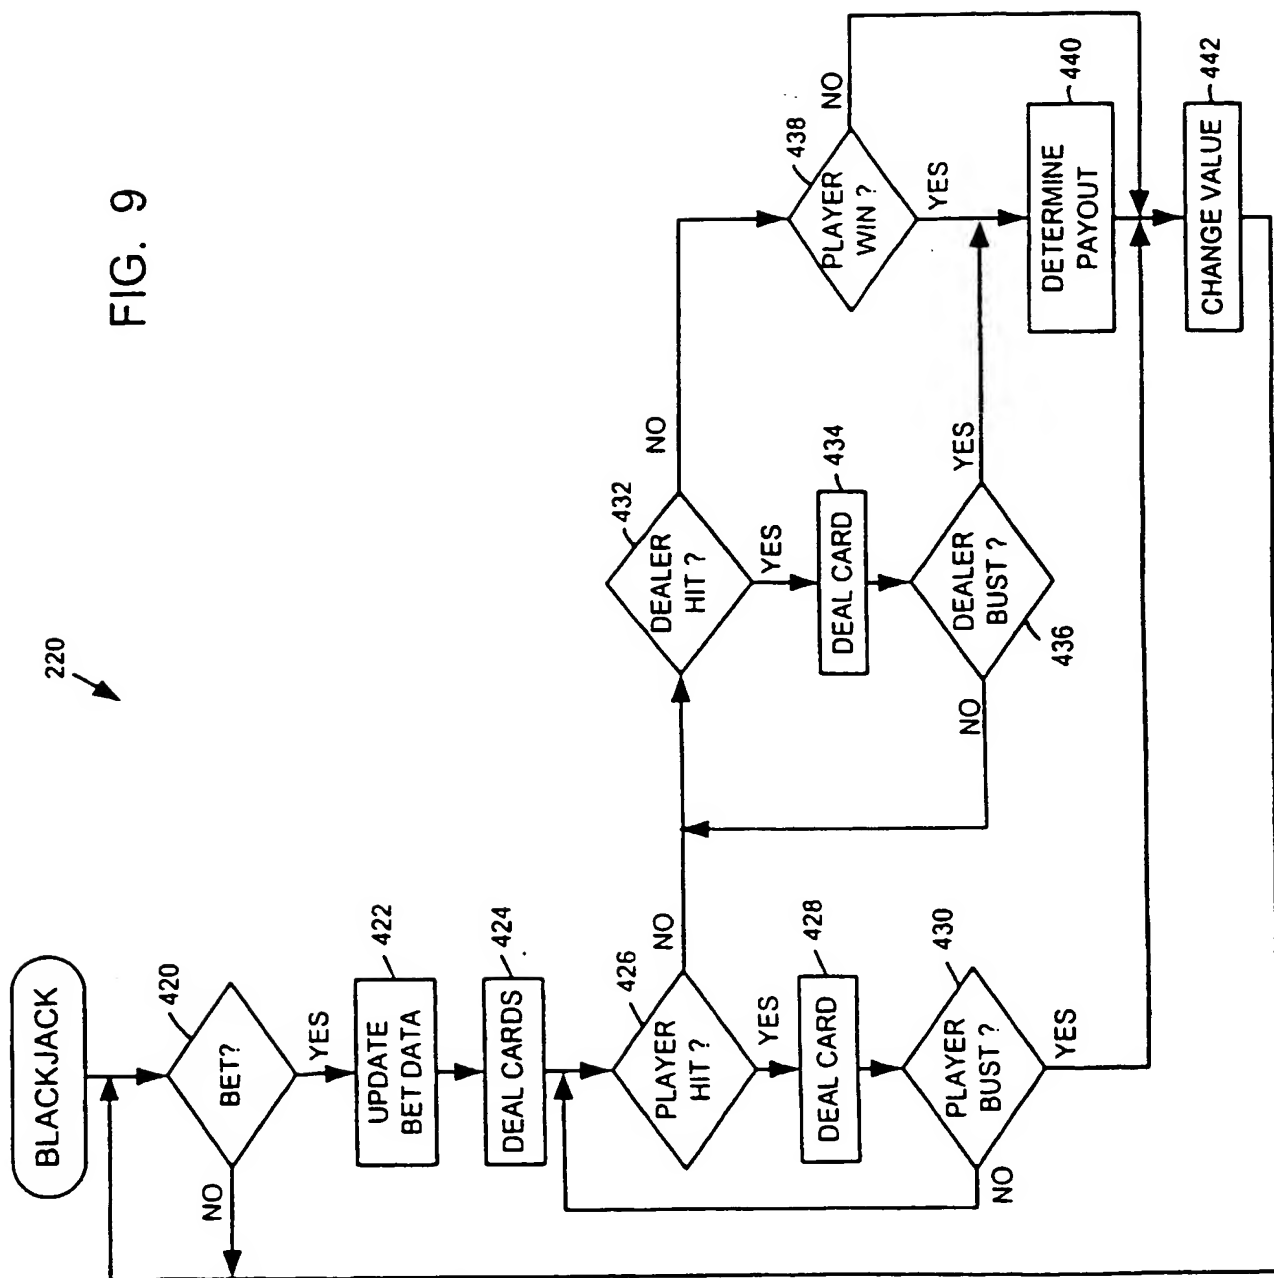 FIG. 9
220
BLACKJACK
420
BET?
NO
YES
422
UPDATE
BET DATA
424
DEAL CARDS
426
PLAYER
HIT ?
NO
YES
428
DEAL CARD
430
PLAYER
BUST ?
NO
YES
432
DEALER
HIT ?
NO
YES
434
DEAL CARD
DEALER
BUST ?
436
NO
YES
438
PLAYER
WIN ?
NO
YES
440
DETERMINE
PAYOUT
442
CHANGE VALUE